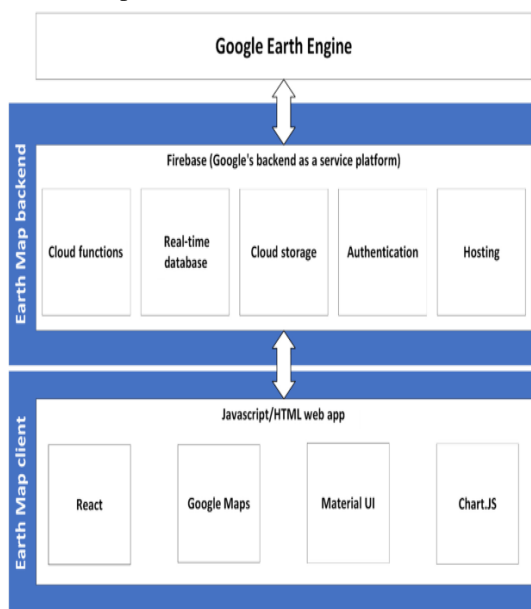 Google Earth Engine
Earth Map backend
Firebase (Google's backend as a service platform)
Cloud functions
Real-time
database
Cloud storage
Authentication
Hosting
Earth Map client
Javascript/HTML web app
React
Google Maps
Material UI
Chart.JS